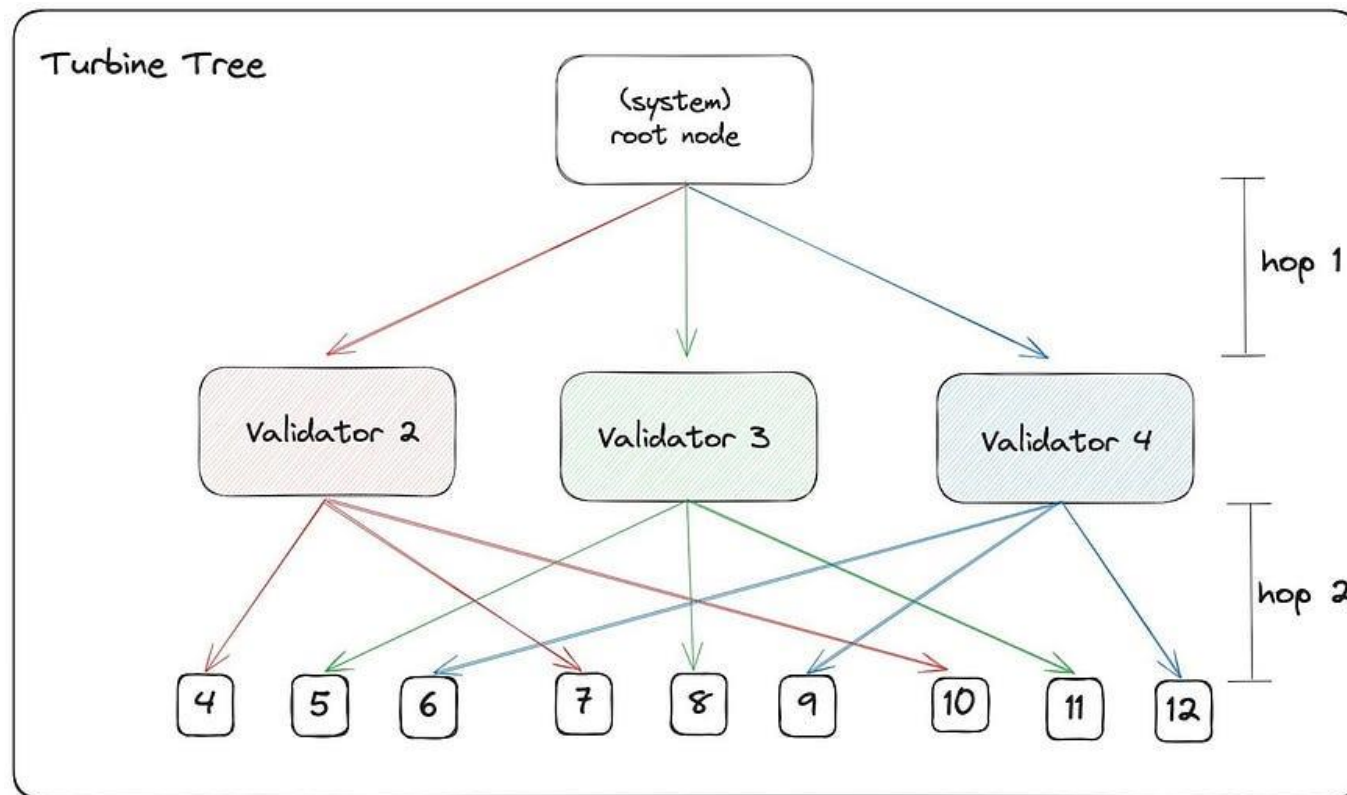 Turbine Tree
(system)
root node
hop 1
Validator 2
Validator 3
Validator 4
hop 2
4
5
6
7
8
9
10
11
12